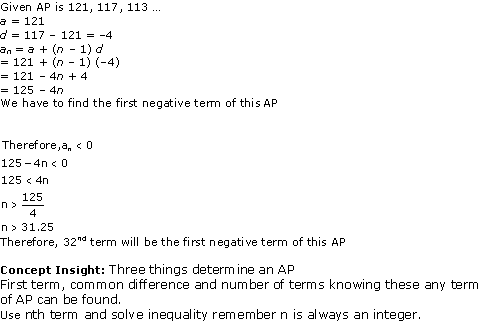 Given AP is 121, 117, 113 …
a = 121
d = 117 – 121 = –4
aₙ = a + (n – 1) d
= 121 + (n – 1) (–4)
= 121 – 4n + 4
= 125 – 4n
We have to find the first negative term of this AP
Therefore,aₙ < 0
125 – 4n < 0
125 < 4n
n > 125/4
n > 31.25
Therefore, 32ⁿᵈ term will be the first negative term of this AP
Concept Insight: Three things determine an AP
First term, common difference and number of terms knowing these any term
of AP can be found.
Use nth term and solve inequality remember n is always an integer.